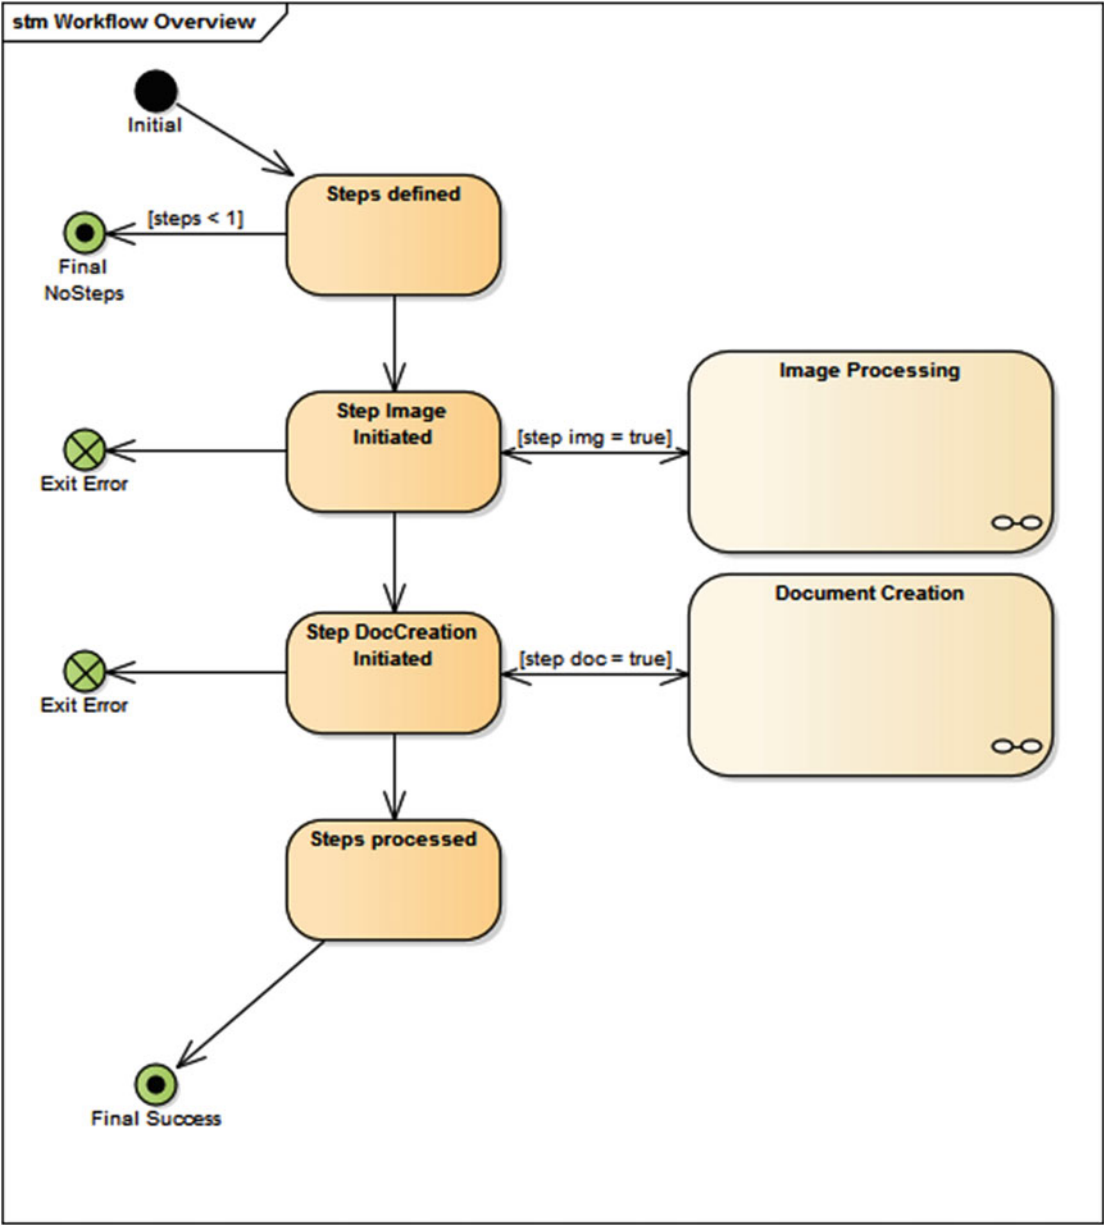 stm Workflow Overview
Initial
Steps defined
[steps < 1]
Final
NoSteps
Image Processing
Step Image
Initiated
[step img = true]
Exit Error
Document Creation
Step DocCreation
Initiated
[step doc = true]
Exit Error
Steps processed
Final Success